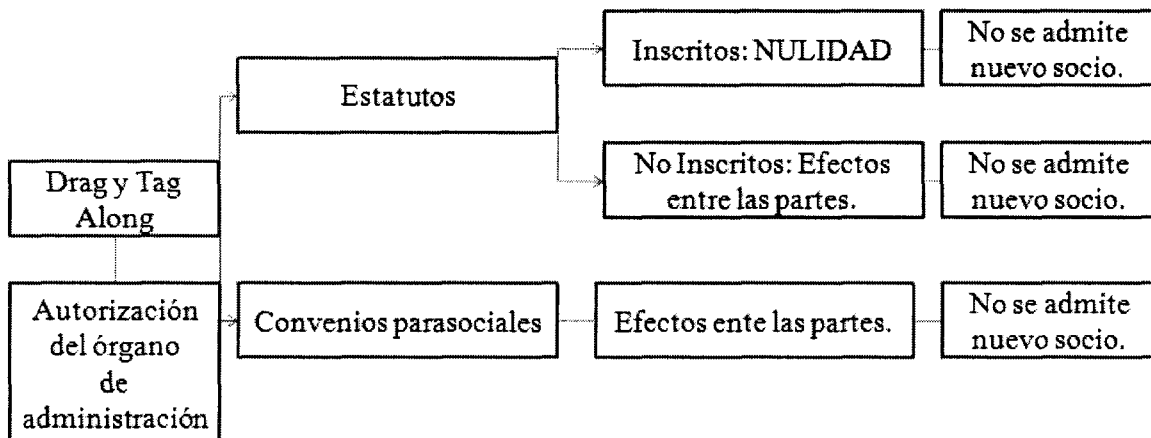 Drag y Tag
Along
Autorización
del órgano
de
administración
Estatutos
Inscritos: NULIDAD
No se admite
nuevo socio.
No Inscritos: Efectos
entre las partes.
No se admite
nuevo socio.
Convenios parasociales
Efectos ente las partes.
No se admite
nuevo socio.